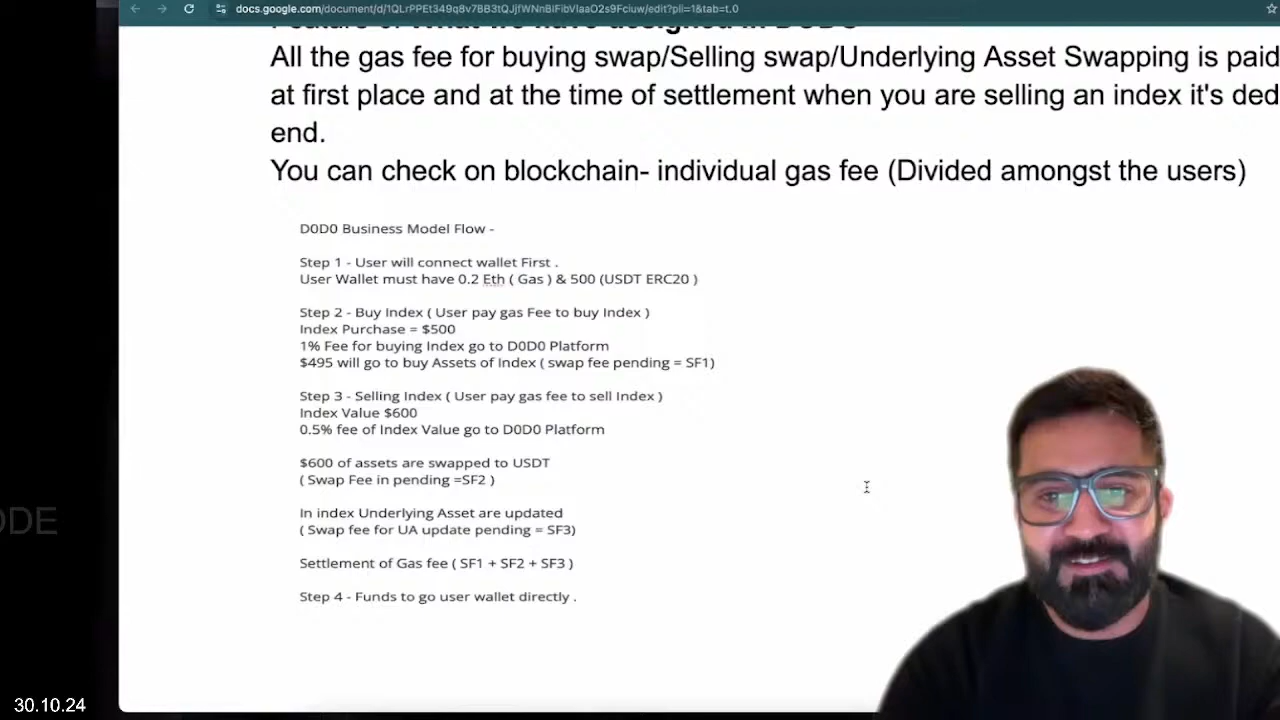 docs.google.com/document/d/1QLrPPEt349q8v7BB3tQJjfWNnBIFibVlaaO2s9Fciuw/edit?pli=1&tab=t.0
What we have designed in
All the gas fee for buying swap/Selling swap/Underlying Asset Swapping is paid
at first place and at the time of settlement when you are selling an index it's ded
end.
You can check on blockchain- individual gas fee (Divided amongst the users)
D0D0 Business Model Flow -
Step 1 - User will connect wallet First .
User Wallet must have 0.2 Eth ( Gas ) & 500 (USDT ERC20 )
Step 2 - Buy Index ( User pay gas Fee to buy Index )
Index Purchase = $500
1% Fee for buying Index go to D0D0 Platform
$495 will go to buy Assets of Index ( swap fee pending = SF1)
Step 3 - Selling Index ( User pay gas fee to sell Index )
Index Value $600
0.5% fee of Index Value go to D0D0 Platform
$600 of assets are swapped to USDT
( Swap Fee in pending =SF2 )
In index Underlying Asset are updated
( Swap fee for UA update pending = SF3)
Settlement of Gas fee ( SF1 + SF2 + SF3 )
Step 4 - Funds to go user wallet directly .
ODE
30.10.24